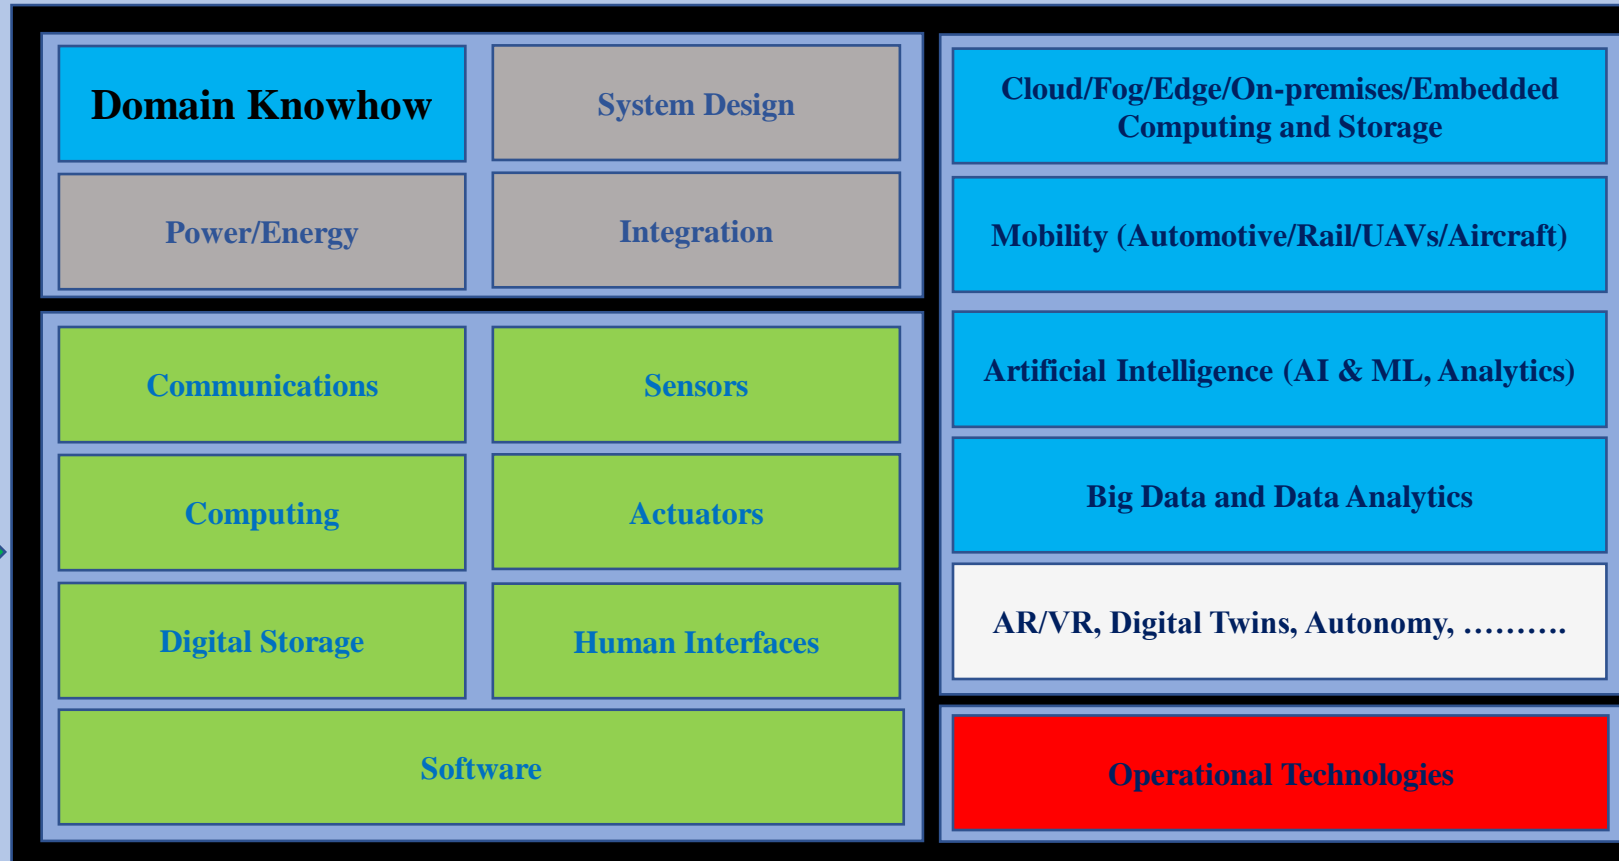 Domain Knowhow
System Design
Power/Energy
Integration
Communications
Sensors
Computing
Actuators
Digital Storage
Human Interfaces
Software
Cloud/Fog/Edge/On-premises/Embedded
Computing and Storage
Mobility (Automotive/Rail/UAVs/Aircraft)
Artificial Intelligence (AI & ML, Analytics)
Big Data and Data Analytics
AR/VR, Digital Twins, Autonomy, ……….
Operational Technologies